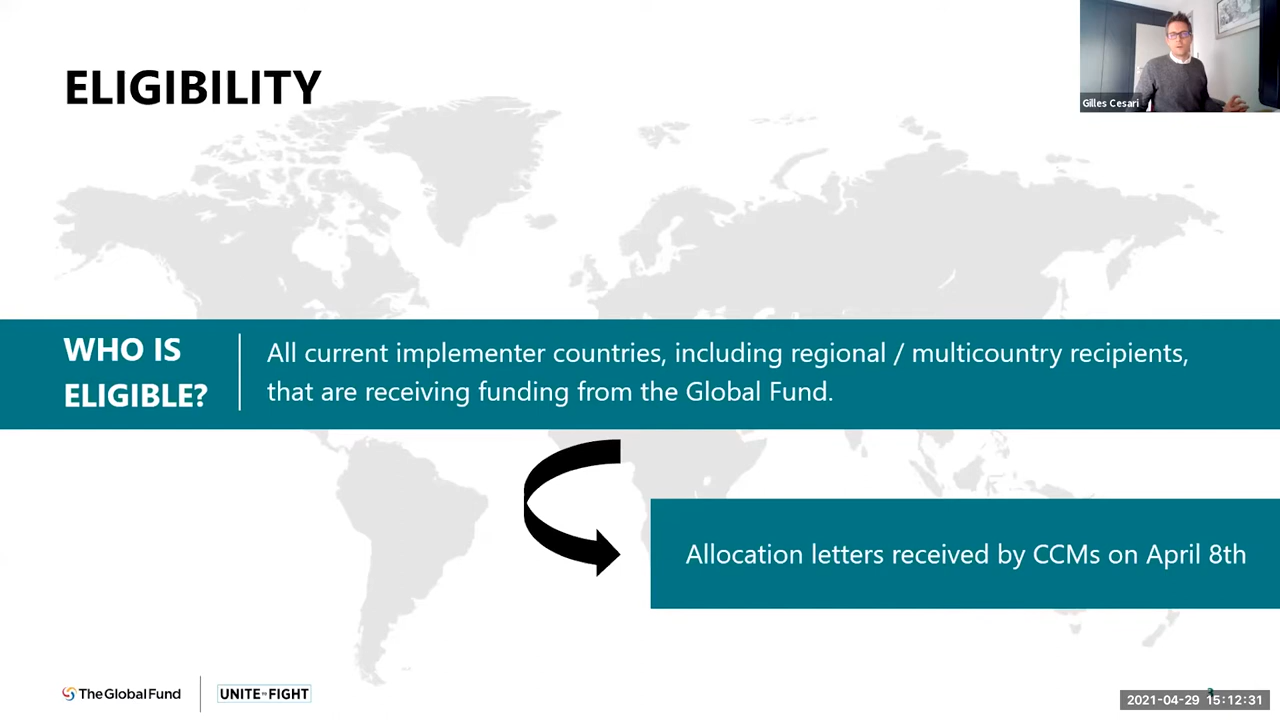 ELIGIBILITY
Gilles Cesari
WHO IS
ELIGIBLE?
All current implementer countries, including regional / multicountry recipients,
that are receiving funding from the Global Fund.
Allocation letters received by CCMs on April 8th
The Global Fund
UNITE TO FIGHT
2021-04-29 15:12:31